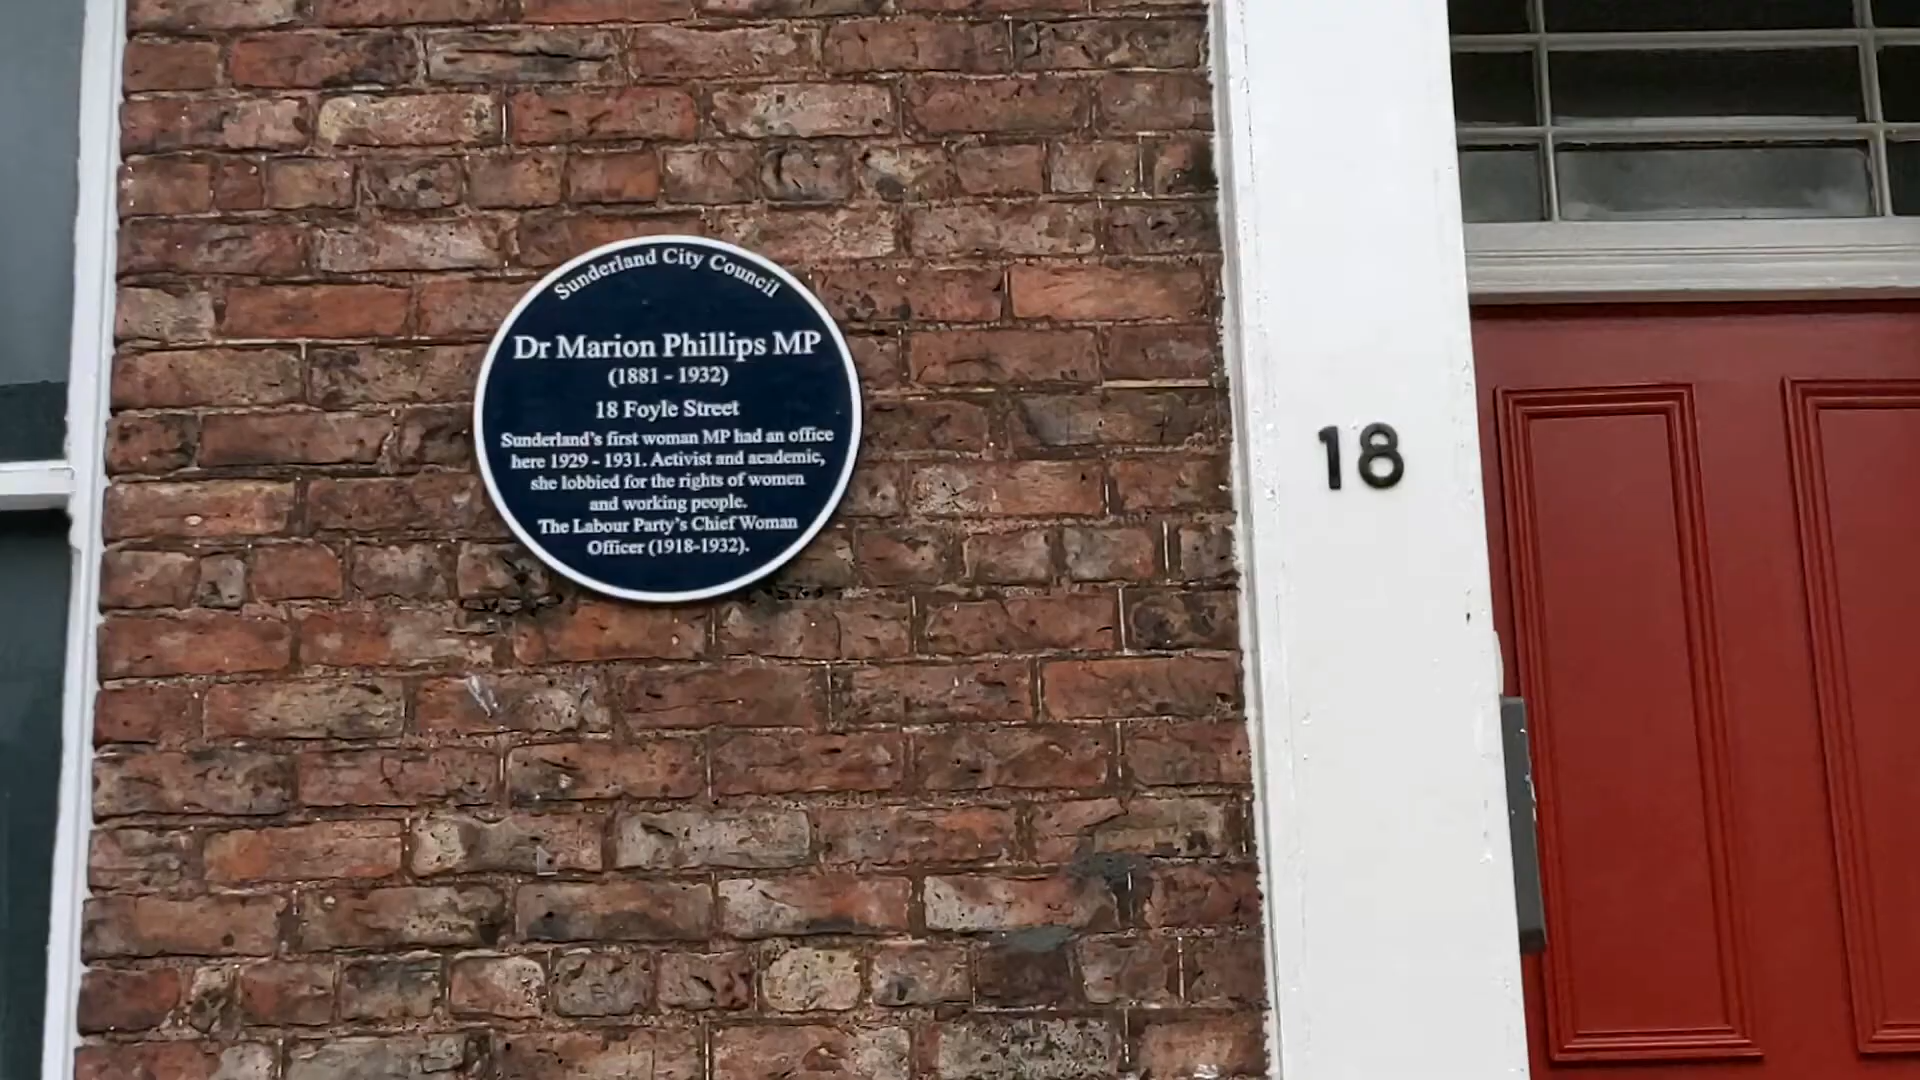 Sunderland City Council
Dr Marion Phillips MP
(1881 - 1932)
18 Foyle Street
Sunderland's first woman MP had an office
here 1929 - 1931. Activist and academic,
she lobbied for the rights of women
and working people.
The Labour Party's Chief Woman
Officer (1918-1932).
18